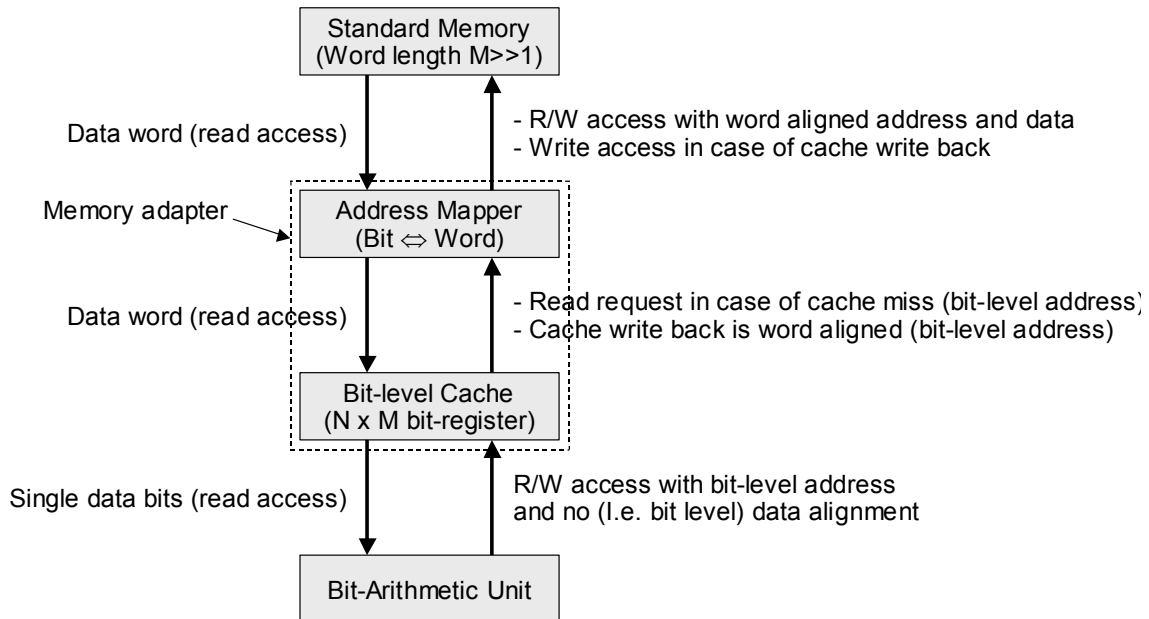 Standard Memory
(Word length M>>1)
Data word (read access)
- R/W access with word aligned address and data
- Write access in case of cache write back
Memory adapter
Address Mapper
(Bit ⇔ Word)
Data word (read access)
- Read request in case of cache miss (bit-level address)
- Cache write back is word aligned (bit-level address)
Bit-level Cache
(N x M bit-register)
Single data bits (read access)
R/W access with bit-level address
and no (I.e. bit level) data alignment
Bit-Arithmetic Unit